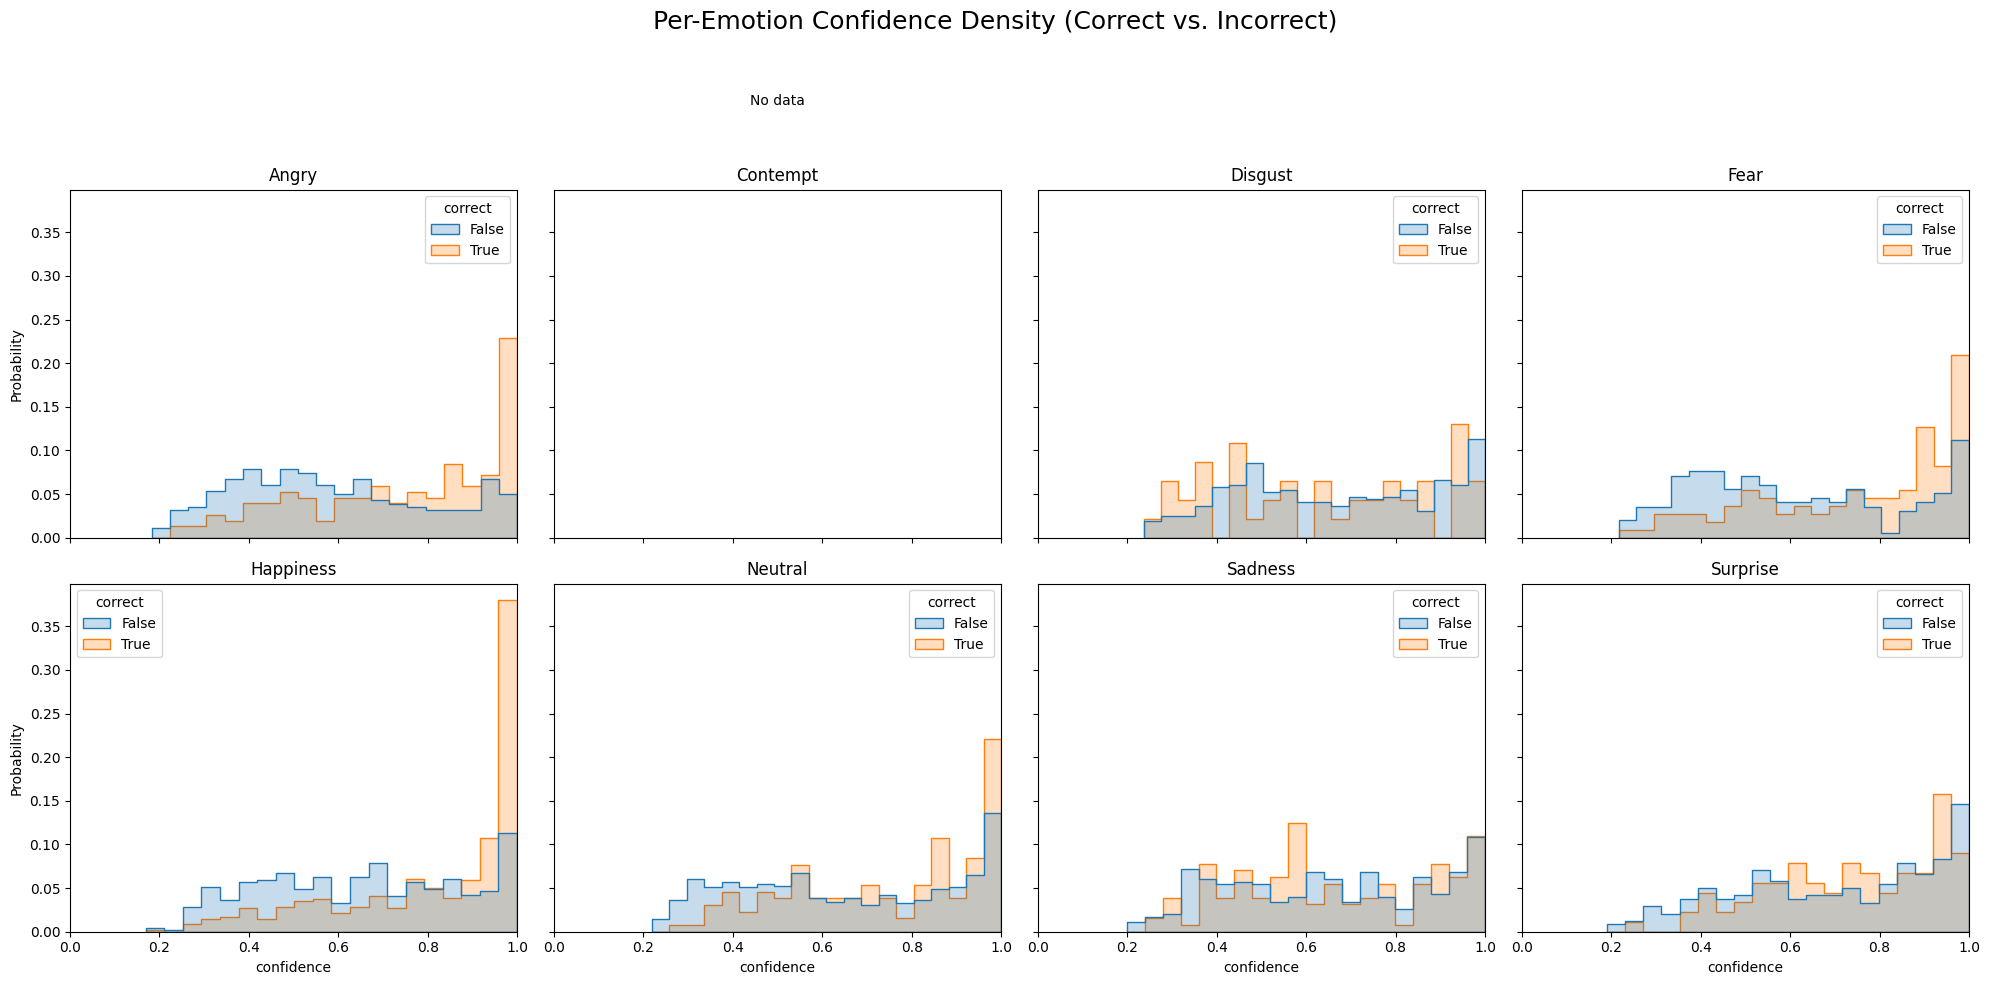 Per-Emotion Confidence Density (Correct vs. Incorrect)
No data
Angry
Contempt
Disgust
Fear
Probability
0.35
0.30
0.25
0.20
0.15
0.10
0.05
0.00
correct
False
True
correct
False
True
correct
False
True
Happiness
Neutral
Sadness
Surprise
Probability
0.35
0.30
0.25
0.20
0.15
0.10
0.05
0.00
correct
False
True
correct
False
True
correct
False
True
correct
False
True
0.0 0.2 0.4 0.6 0.8 1.0
0.0 0.2 0.4 0.6 0.8 1.0
0.0 0.2 0.4 0.6 0.8 1.0
0.0 0.2 0.4 0.6 0.8 1.0
confidence
confidence
confidence
confidence